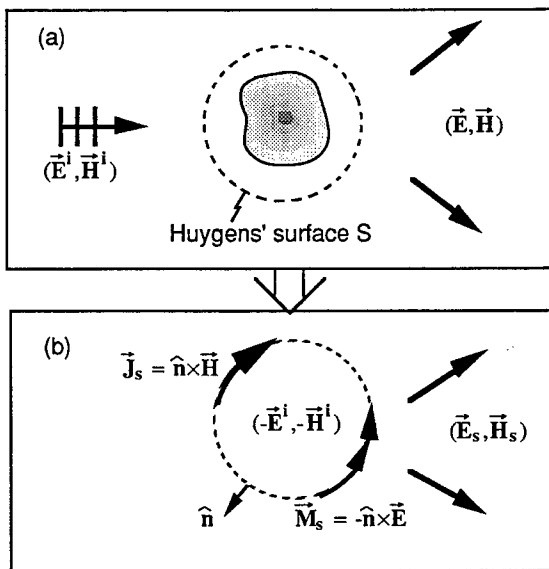 (a)
(E⃗ⁱ,H⃗ⁱ)
(E⃗,H⃗)
Huygens' surface S
(b)
J⃗ₛ = n̂×H⃗
(-E⃗ⁱ,-H⃗ⁱ)
(E⃗ₛ,H⃗ₛ)
n̂
M⃗ₛ = -n̂×E⃗